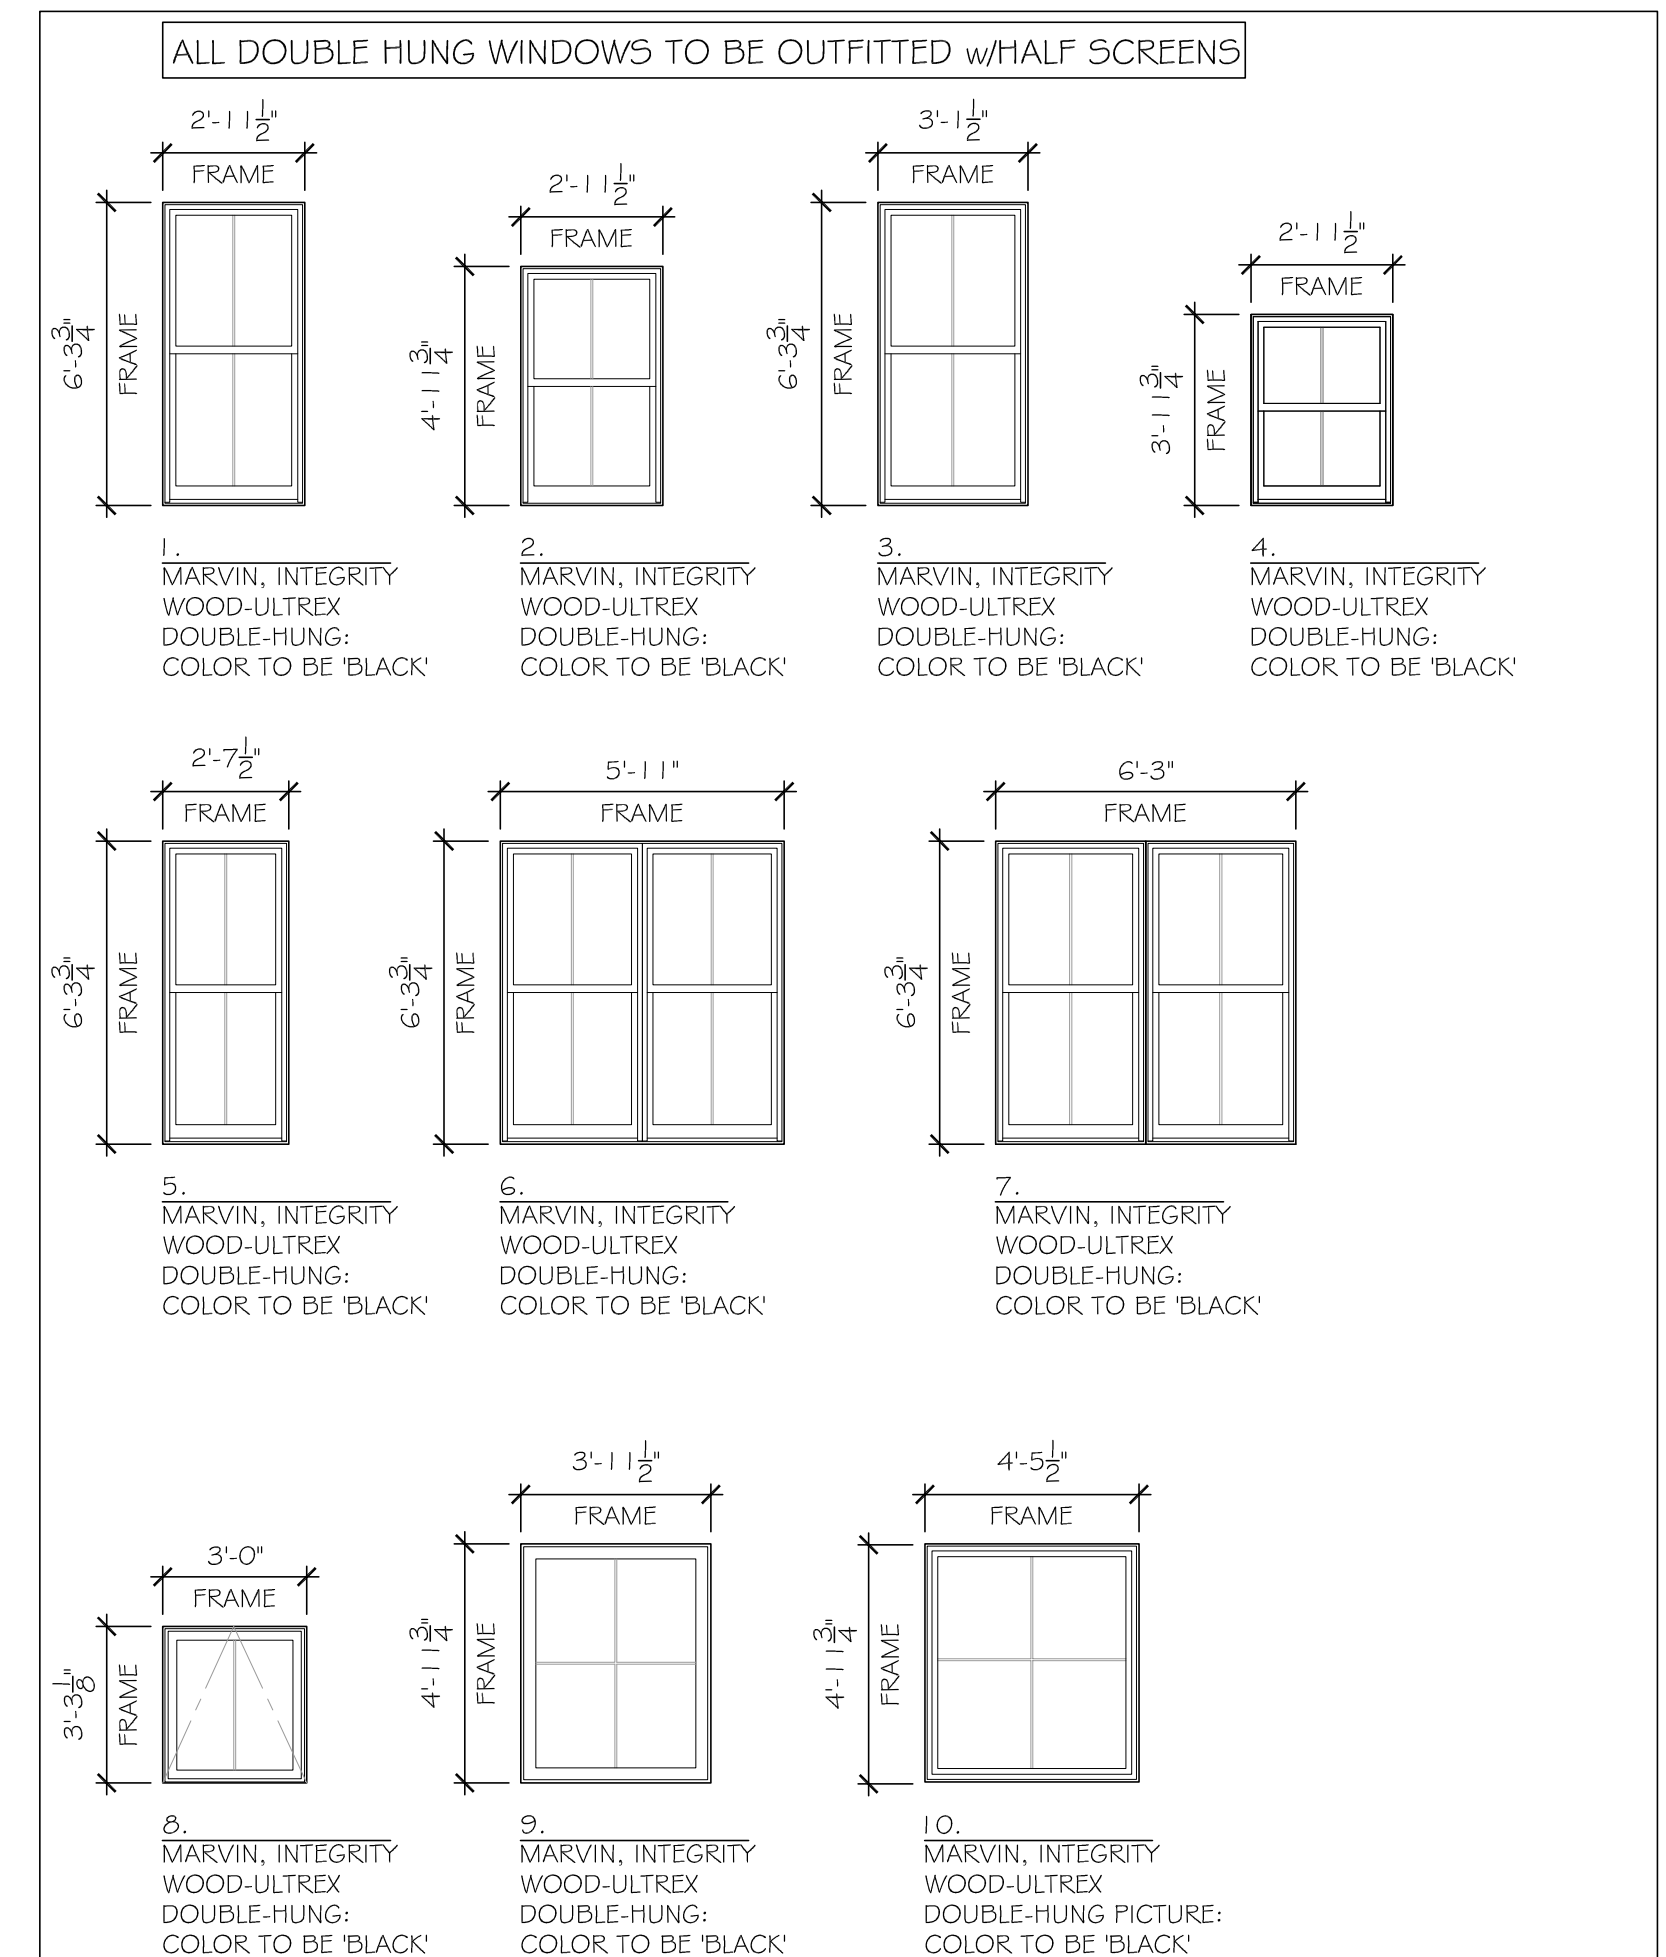 ALL DOUBLE HUNG WINDOWS TO BE OUTFITTED w/HALF SCREENS
2'-11 1/2"
FRAME
6'-3 3/4"
FRAME
1.
MARVIN, INTEGRITY
WOOD-ULTREX
DOUBLE-HUNG:
COLOR TO BE 'BLACK'
2'-11 1/2"
FRAME
4'-11 3/4"
FRAME
2.
MARVIN, INTEGRITY
WOOD-ULTREX
DOUBLE-HUNG:
COLOR TO BE 'BLACK'
3'-1 1/2"
FRAME
6'-3 3/4"
FRAME
3.
MARVIN, INTEGRITY
WOOD-ULTREX
DOUBLE-HUNG:
COLOR TO BE 'BLACK'
2'-11 1/2"
FRAME
3'-11 3/4"
FRAME
4.
MARVIN, INTEGRITY
WOOD-ULTREX
DOUBLE-HUNG:
COLOR TO BE 'BLACK'
2'-7 1/2"
FRAME
6'-3 3/4"
FRAME
5.
MARVIN, INTEGRITY
WOOD-ULTREX
DOUBLE-HUNG:
COLOR TO BE 'BLACK'
5'-11"
FRAME
6'-3 3/4"
FRAME
6.
MARVIN, INTEGRITY
WOOD-ULTREX
DOUBLE-HUNG:
COLOR TO BE 'BLACK'
6'-3"
FRAME
6'-3 3/4"
FRAME
7.
MARVIN, INTEGRITY
WOOD-ULTREX
DOUBLE-HUNG:
COLOR TO BE 'BLACK'
3'-0"
FRAME
3'-3 1/8"
FRAME
8.
MARVIN, INTEGRITY
WOOD-ULTREX
DOUBLE-HUNG:
COLOR TO BE 'BLACK'
3'-11 1/2"
FRAME
4'-11 3/4"
FRAME
9.
MARVIN, INTEGRITY
WOOD-ULTREX
DOUBLE-HUNG:
COLOR TO BE 'BLACK'
4'-5 1/2"
FRAME
4'-11 3/4"
FRAME
10.
MARVIN, INTEGRITY
WOOD-ULTREX
DOUBLE-HUNG PICTURE:
COLOR TO BE 'BLACK'